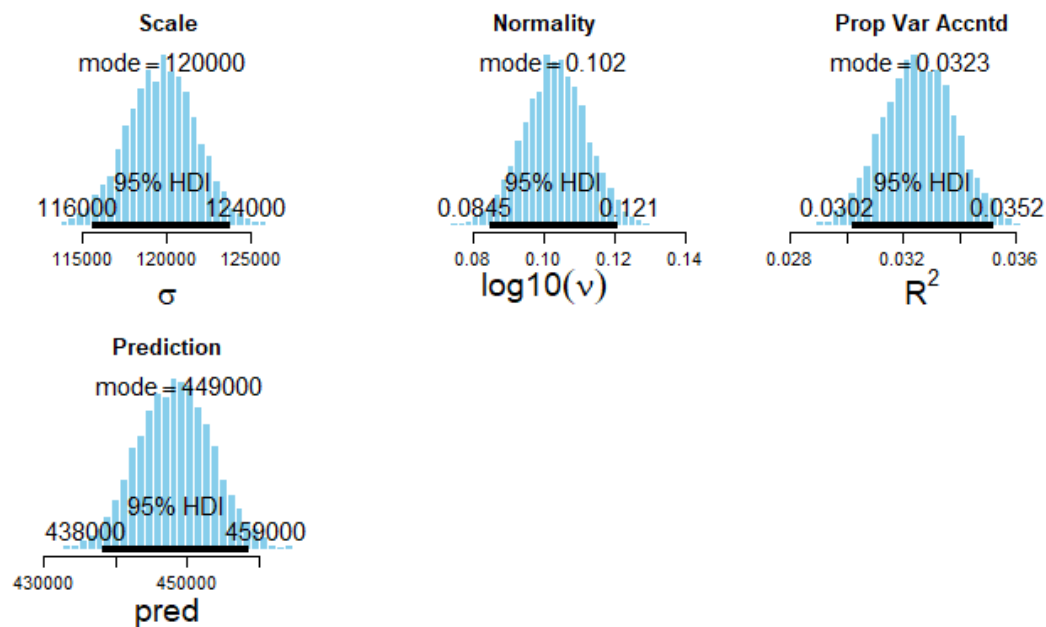 Scale
mode = 120000
95% HDI
116000 124000
115000 120000 125000
σ
Normality
mode = 0.102
95% HDI
0.0845 0.121
0.08 0.10 0.12 0.14
log10(ν)
Prop Var Accntd
mode = 0.0323
95% HDI
0.0302 0.0352
0.028 0.032 0.036
R²
Prediction
mode = 449000
95% HDI
438000 459000
430000 450000
pred